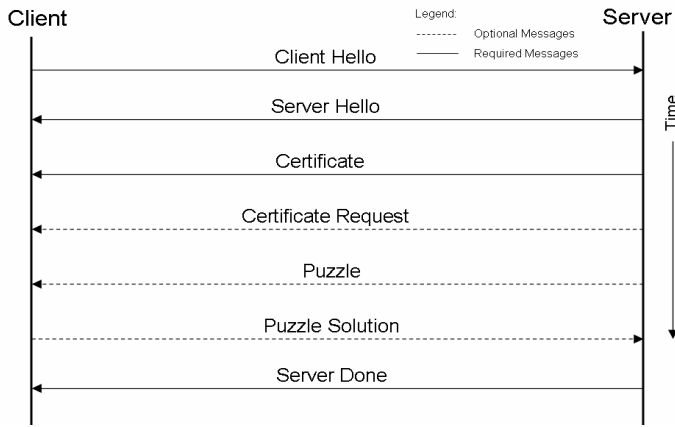 Client
Legend:
Server
Optional Messages
Required Messages
Client Hello
Server Hello
Time
Certificate
Certificate Request
Puzzle
Puzzle Solution
Server Done